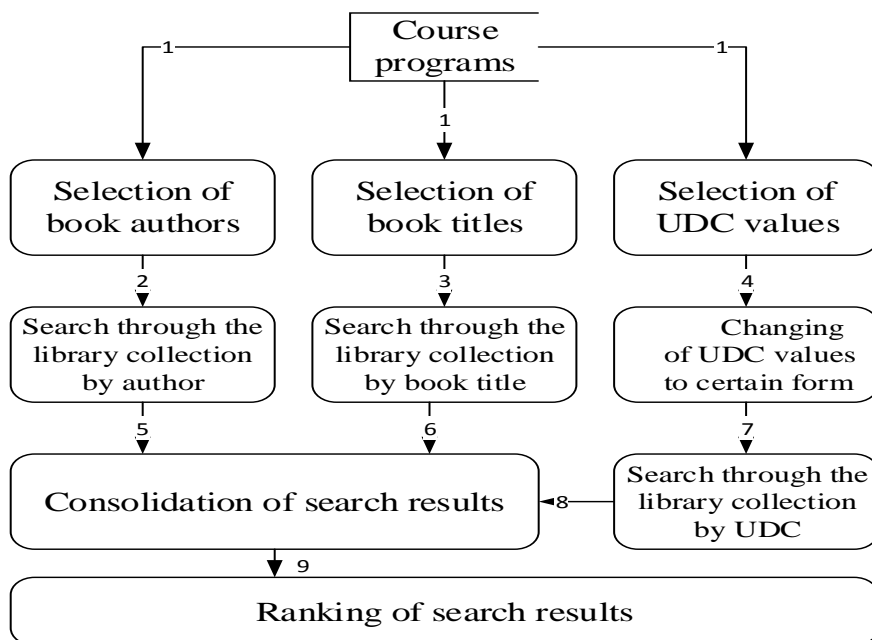 Course
programs
1
1
1
Selection of
book authors
Selection of
book titles
Selection of
UDC values
2
3
4
Search through the
library collection
by author
Search through the
library collection
by book title
Changing
of UDC values
to certain form
5
6
7
Consolidation of search results
8
Search through the
library collection
by UDC
9
Ranking of search results